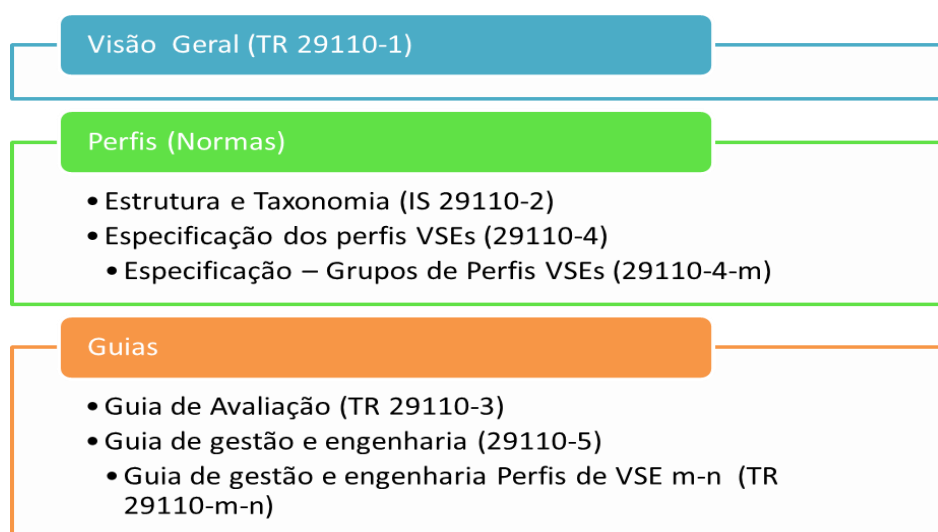 Visão Geral (TR 29110-1)
Perfis (Normas)
• Estrutura e Taxonomia (IS 29110-2)
• Especificação dos perfis VSEs (29110-4)
• Especificação – Grupos de Perfis VSEs (29110-4-m)
Guias
• Guia de Avaliação (TR 29110-3)
• Guia de gestão e engenharia (29110-5)
• Guia de gestão e engenharia Perfis de VSE m-n (TR
29110-m-n)